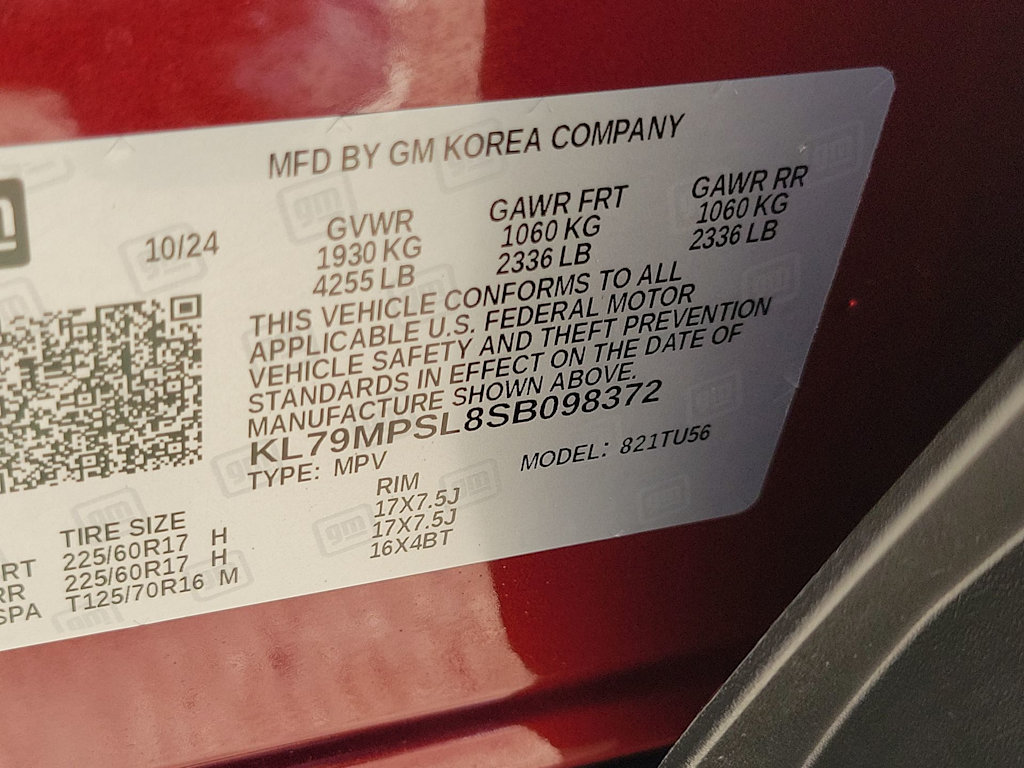 MFD BY GM KOREA COMPANY
10/24
GVWR GAWR FRT GAWR RR
1930 KG 1060 KG 1060 KG
4255 LB 2336 LB 2336 LB
THIS VEHICLE CONFORMS TO ALL
APPLICABLE U.S. FEDERAL MOTOR
VEHICLE SAFETY AND THEFT PREVENTION
STANDARDS IN EFFECT ON THE DATE OF
MANUFACTURE SHOWN ABOVE.
KL79MPSL8SB098372
TYPE: MPV MODEL: 821TU56
TIRE SIZE RIM
RT 225/60R17 H 17X7.5J
RR 225/60R17 H 17X7.5J
SPA T125/70R16 M 16X4BT